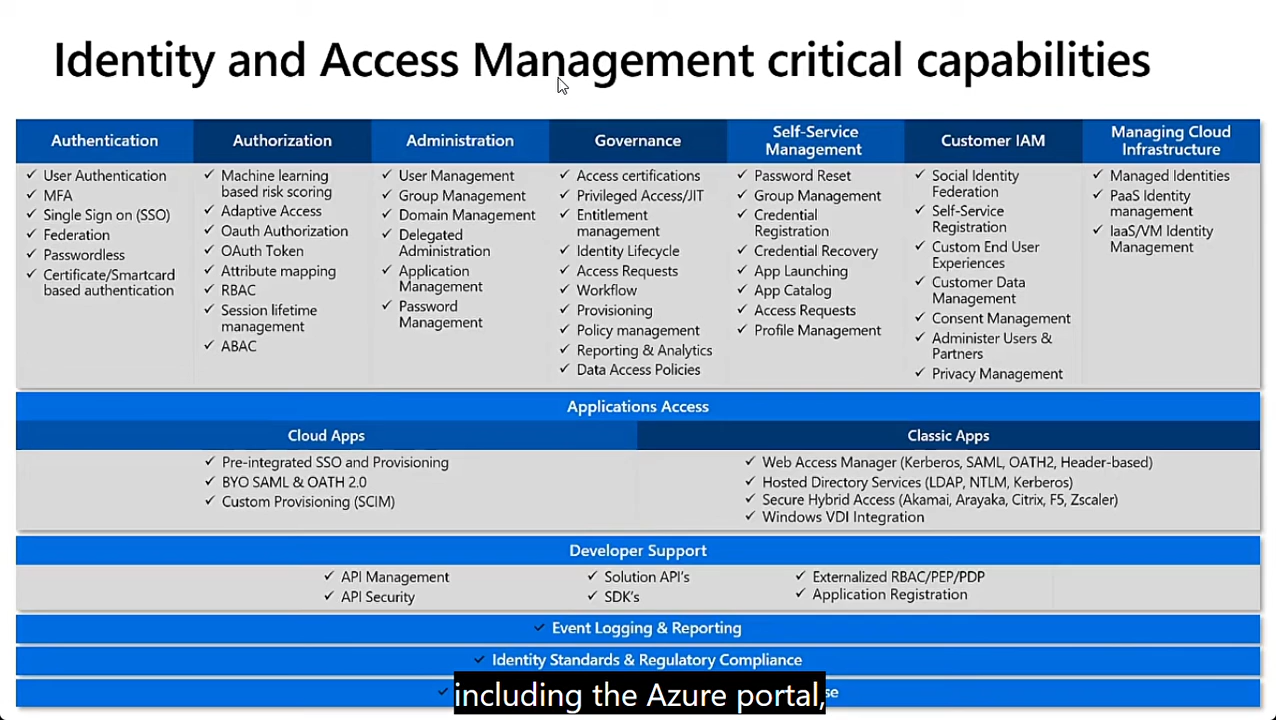 Identity and Access Management critical capabilities
Authentication
✓ User Authentication
✓ MFA
✓ Single Sign on (SSO)
✓ Federation
✓ Passwordless
✓ Certificate/Smartcard
based authentication
Authorization
✓ Machine learning
based risk scoring
✓ Adaptive Access
✓ Oauth Authorization
✓ OAuth Token
✓ Attribute mapping
✓ RBAC
✓ Session lifetime
management
✓ ABAC
Administration
✓ User Management
✓ Group Management
✓ Domain Management
✓ Delegated
Administration
✓ Application
Management
✓ Password
Management
Governance
✓ Access certifications
✓ Privileged Access/JIT
✓ Entitlement
management
✓ Identity Lifecycle
✓ Access Requests
✓ Workflow
✓ Provisioning
✓ Policy management
✓ Reporting & Analytics
✓ Data Access Policies
Self-Service
Management
✓ Password Reset
✓ Group Management
✓ Credential
Registration
✓ Credential Recovery
✓ App Launching
✓ App Catalog
✓ Access Requests
✓ Profile Management
Customer IAM
✓ Social Identity
Federation
✓ Self-Service
Registration
✓ Custom End User
Experiences
✓ Customer Data
Management
✓ Consent Management
✓ Administer Users &
Partners
✓ Privacy Management
Managing Cloud
Infrastructure
✓ Managed Identities
✓ PaaS Identity
management
✓ IaaS/VM Identity
Management
Applications Access
Cloud Apps
✓ Pre-integrated SSO and Provisioning
✓ BYO SAML & OATH 2.0
✓ Custom Provisioning (SCIM)
Classic Apps
✓ Web Access Manager (Kerberos, SAML, OATH2, Header-based)
✓ Hosted Directory Services (LDAP, NTLM, Kerberos)
✓ Secure Hybrid Access (Akamai, Arayaka, Citrix, F5, Zscaler)
✓ Windows VDI Integration
Developer Support
✓ API Management
✓ API Security
✓ Solution API's
✓ SDK's
✓ Externalized RBAC/PEP/PDP
✓ Application Registration
✓ Event Logging & Reporting
✓ Identity Standards & Regulatory Compliance
including the Azure portal,